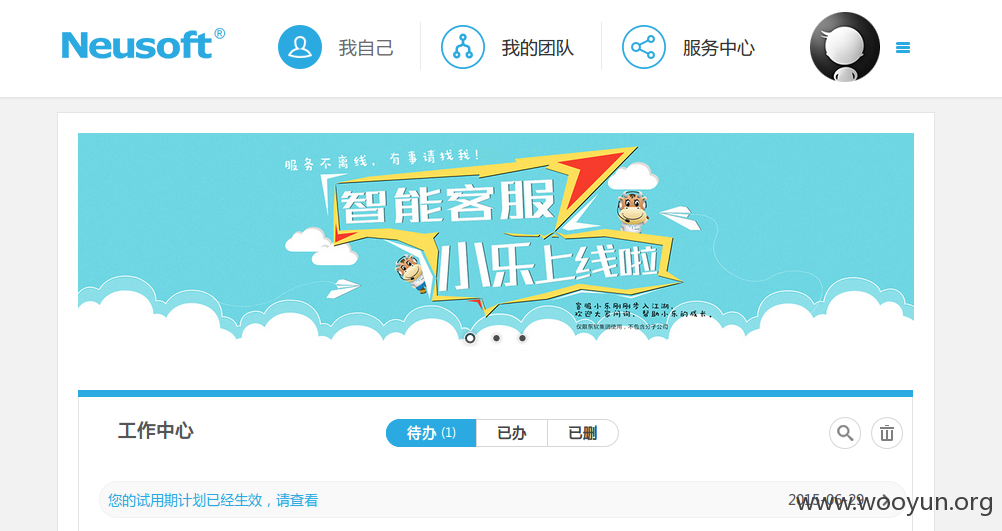 Neusoft®
我自己
我的团队
服务中心
服务不离线，有事请找我！
智能客服
小乐上线啦
客服小乐刚刚步入江湖，
欢迎大家问询，帮助小乐的成长。
仅限东软集团使用，不包含分子公司
工作中心
待办 (1)
已办
已删
您的试用期计划已经生效，请查看
2015-06-29
www.wooyun.org